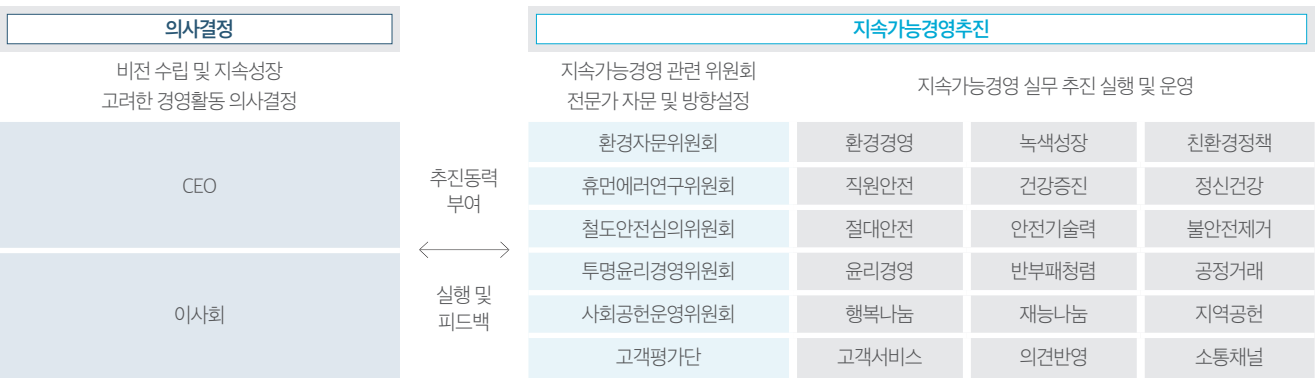 의사결정
비전 수립 및 지속성장
고려한 경영활동 의사결정
CEO
이사회
추진동력
부여
실행 및
피드백
지속가능경영추진
지속가능경영 관련 위원회
전문가 자문 및 방향설정
지속가능경영 실무 추진 실행 및 운영
환경자문위원회 환경경영 녹색성장 친환경정책
휴먼에러연구위원회 직원안전 건강증진 정신건강
철도안전심의위원회 절대안전 안전기술력 불안전제거
투명윤리경영위원회 윤리경영 반부패청렴 공정거래
사회공헌운영위원회 행복나눔 재능나눔 지역공헌
고객평가단 고객서비스 의견반영 소통채널